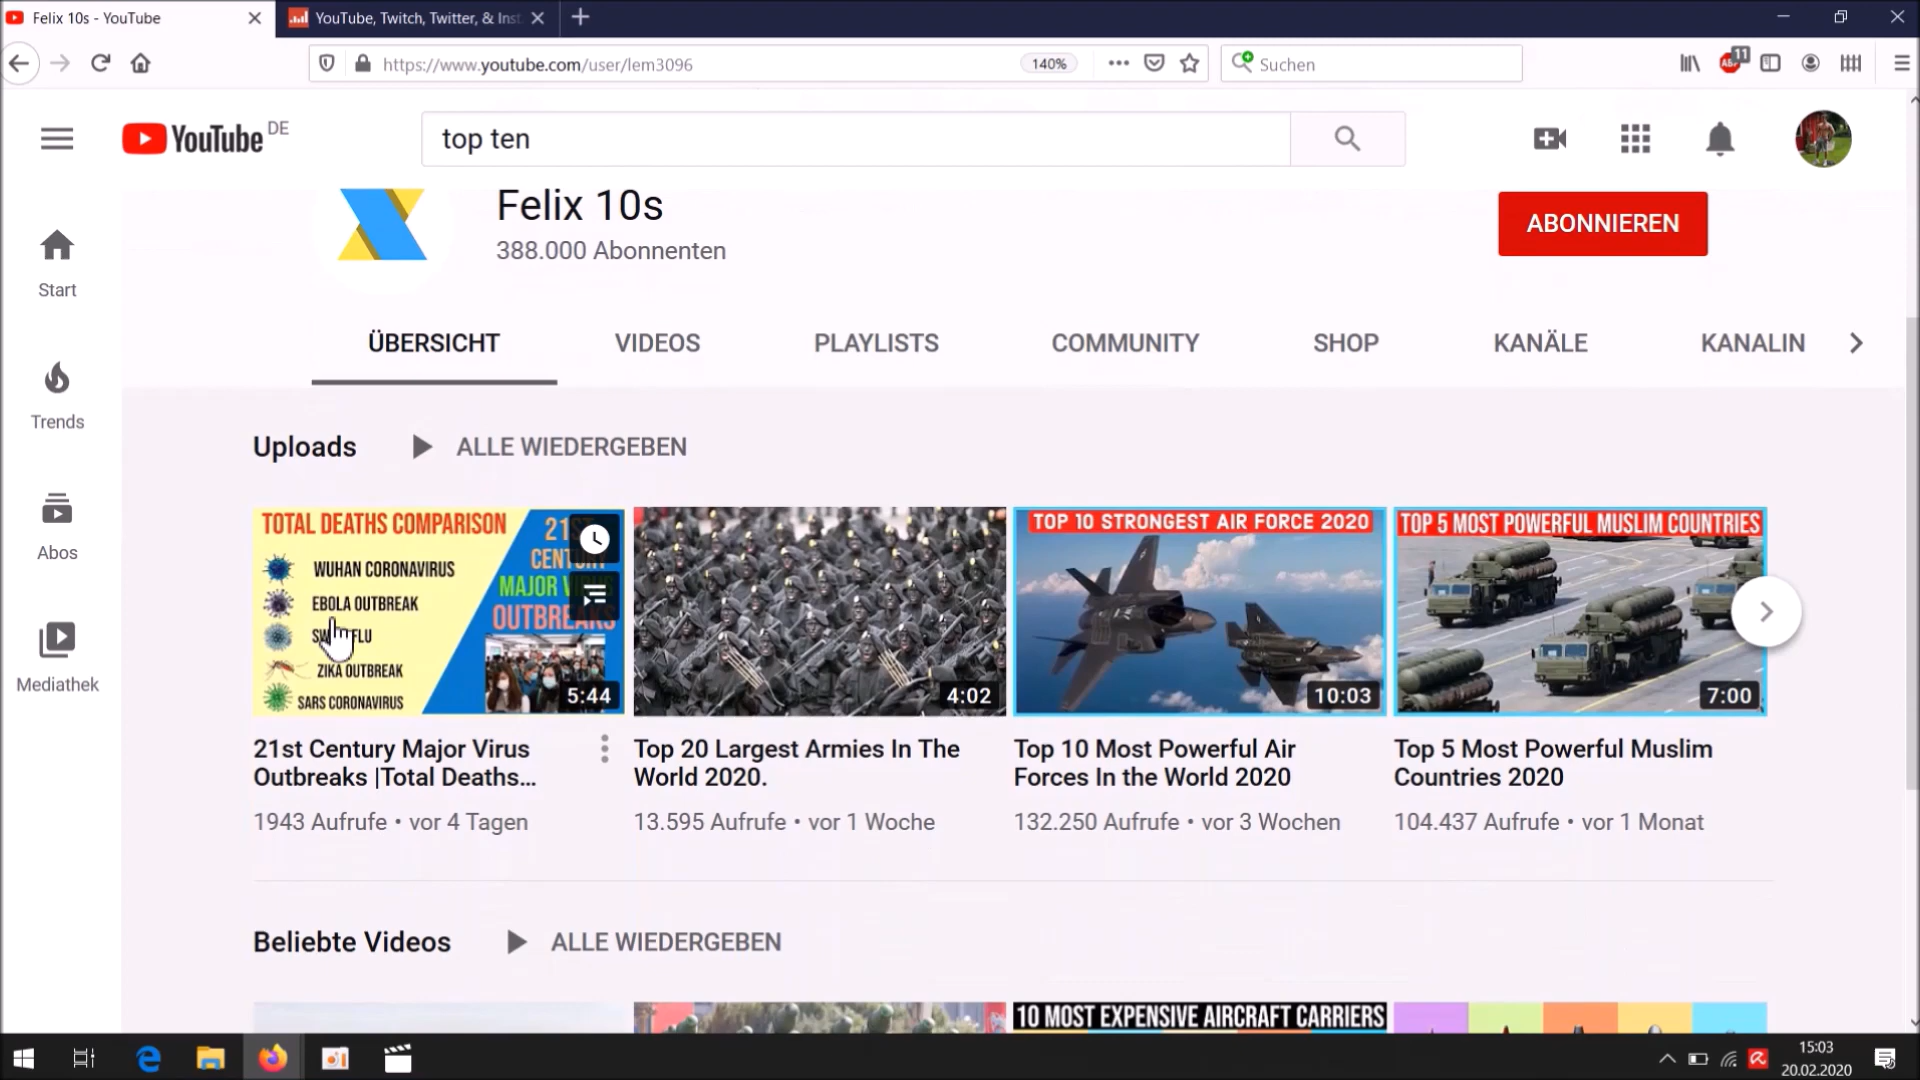 Felix 10s - YouTube
YouTube, Twitch, Twitter, & Inst
https://www.youtube.com/user/lem3096
140%
Suchen
ABP
11
YouTube DE
top ten
Start
Trends
Abos
Mediathek
Felix 10s
388.000 Abonnenten
ABONNIEREN
ÜBERSICHT
VIDEOS
PLAYLISTS
COMMUNITY
SHOP
KANÄLE
KANALIN
Uploads
ALLE WIEDERGEBEN
TOTAL DEATHS COMPARISON
WUHAN CORONAVIRUS
EBOLA OUTBREAK
FLU
ZIKA OUTBREAK
SARS CORONAVIRUS
MAJOR
OUTBREAKS
5:44
21st Century Major Virus
Outbreaks |Total Deaths...
1943 Aufrufe • vor 4 Tagen
4:02
Top 20 Largest Armies In The
World 2020.
13.595 Aufrufe • vor 1 Woche
TOP 10 STRONGEST AIR FORCE 2020
10:03
Top 10 Most Powerful Air
Forces In the World 2020
132.250 Aufrufe • vor 3 Wochen
TOP 5 MOST POWERFUL MUSLIM COUNTRIES
7:00
Top 5 Most Powerful Muslim
Countries 2020
104.437 Aufrufe • vor 1 Monat
Beliebte Videos
ALLE WIEDERGEBEN
10 MOST EXPENSIVE AIRCRAFT CARRIERS
15:03
20.02.2020